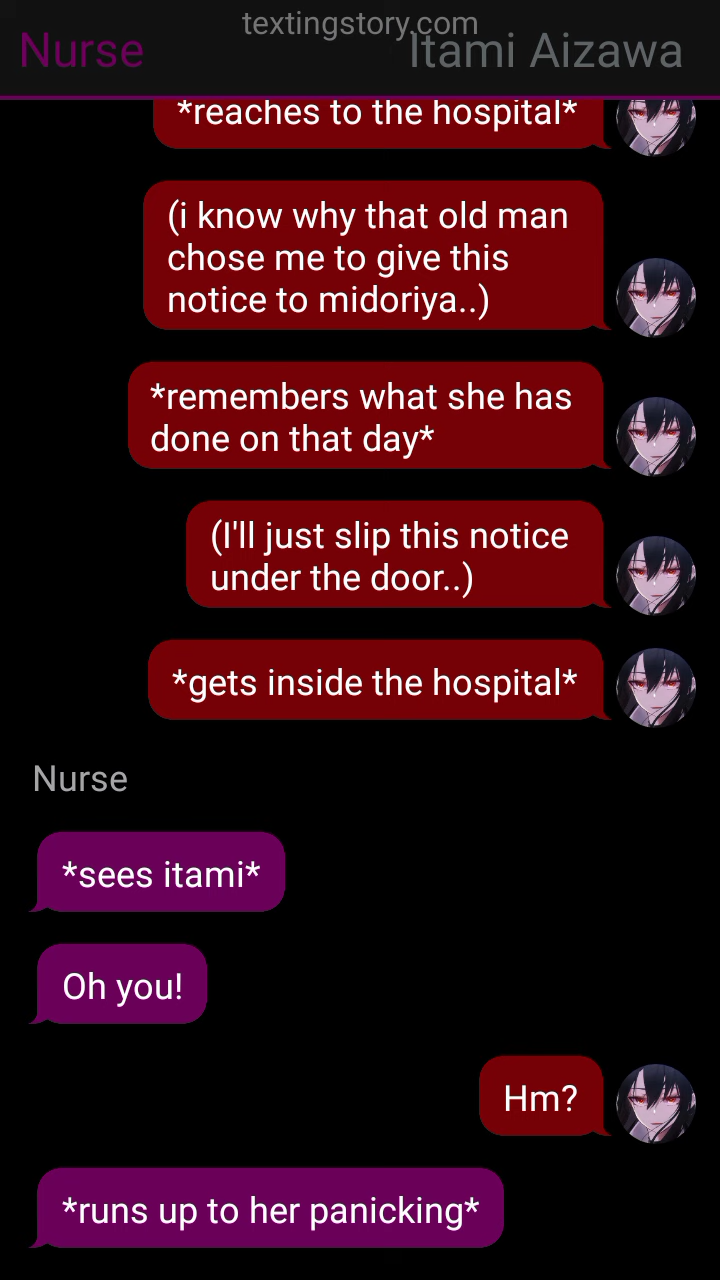 textingstory.com
Nurse
Itami Aizawa
*reaches to the hospital*
(i know why that old man
chose me to give this
notice to midoriya..)
*remembers what she has
done on that day*
(I'll just slip this notice
under the door..)
*gets inside the hospital*
Nurse
*sees itami*
Oh you!
Hm?
*runs up to her panicking*